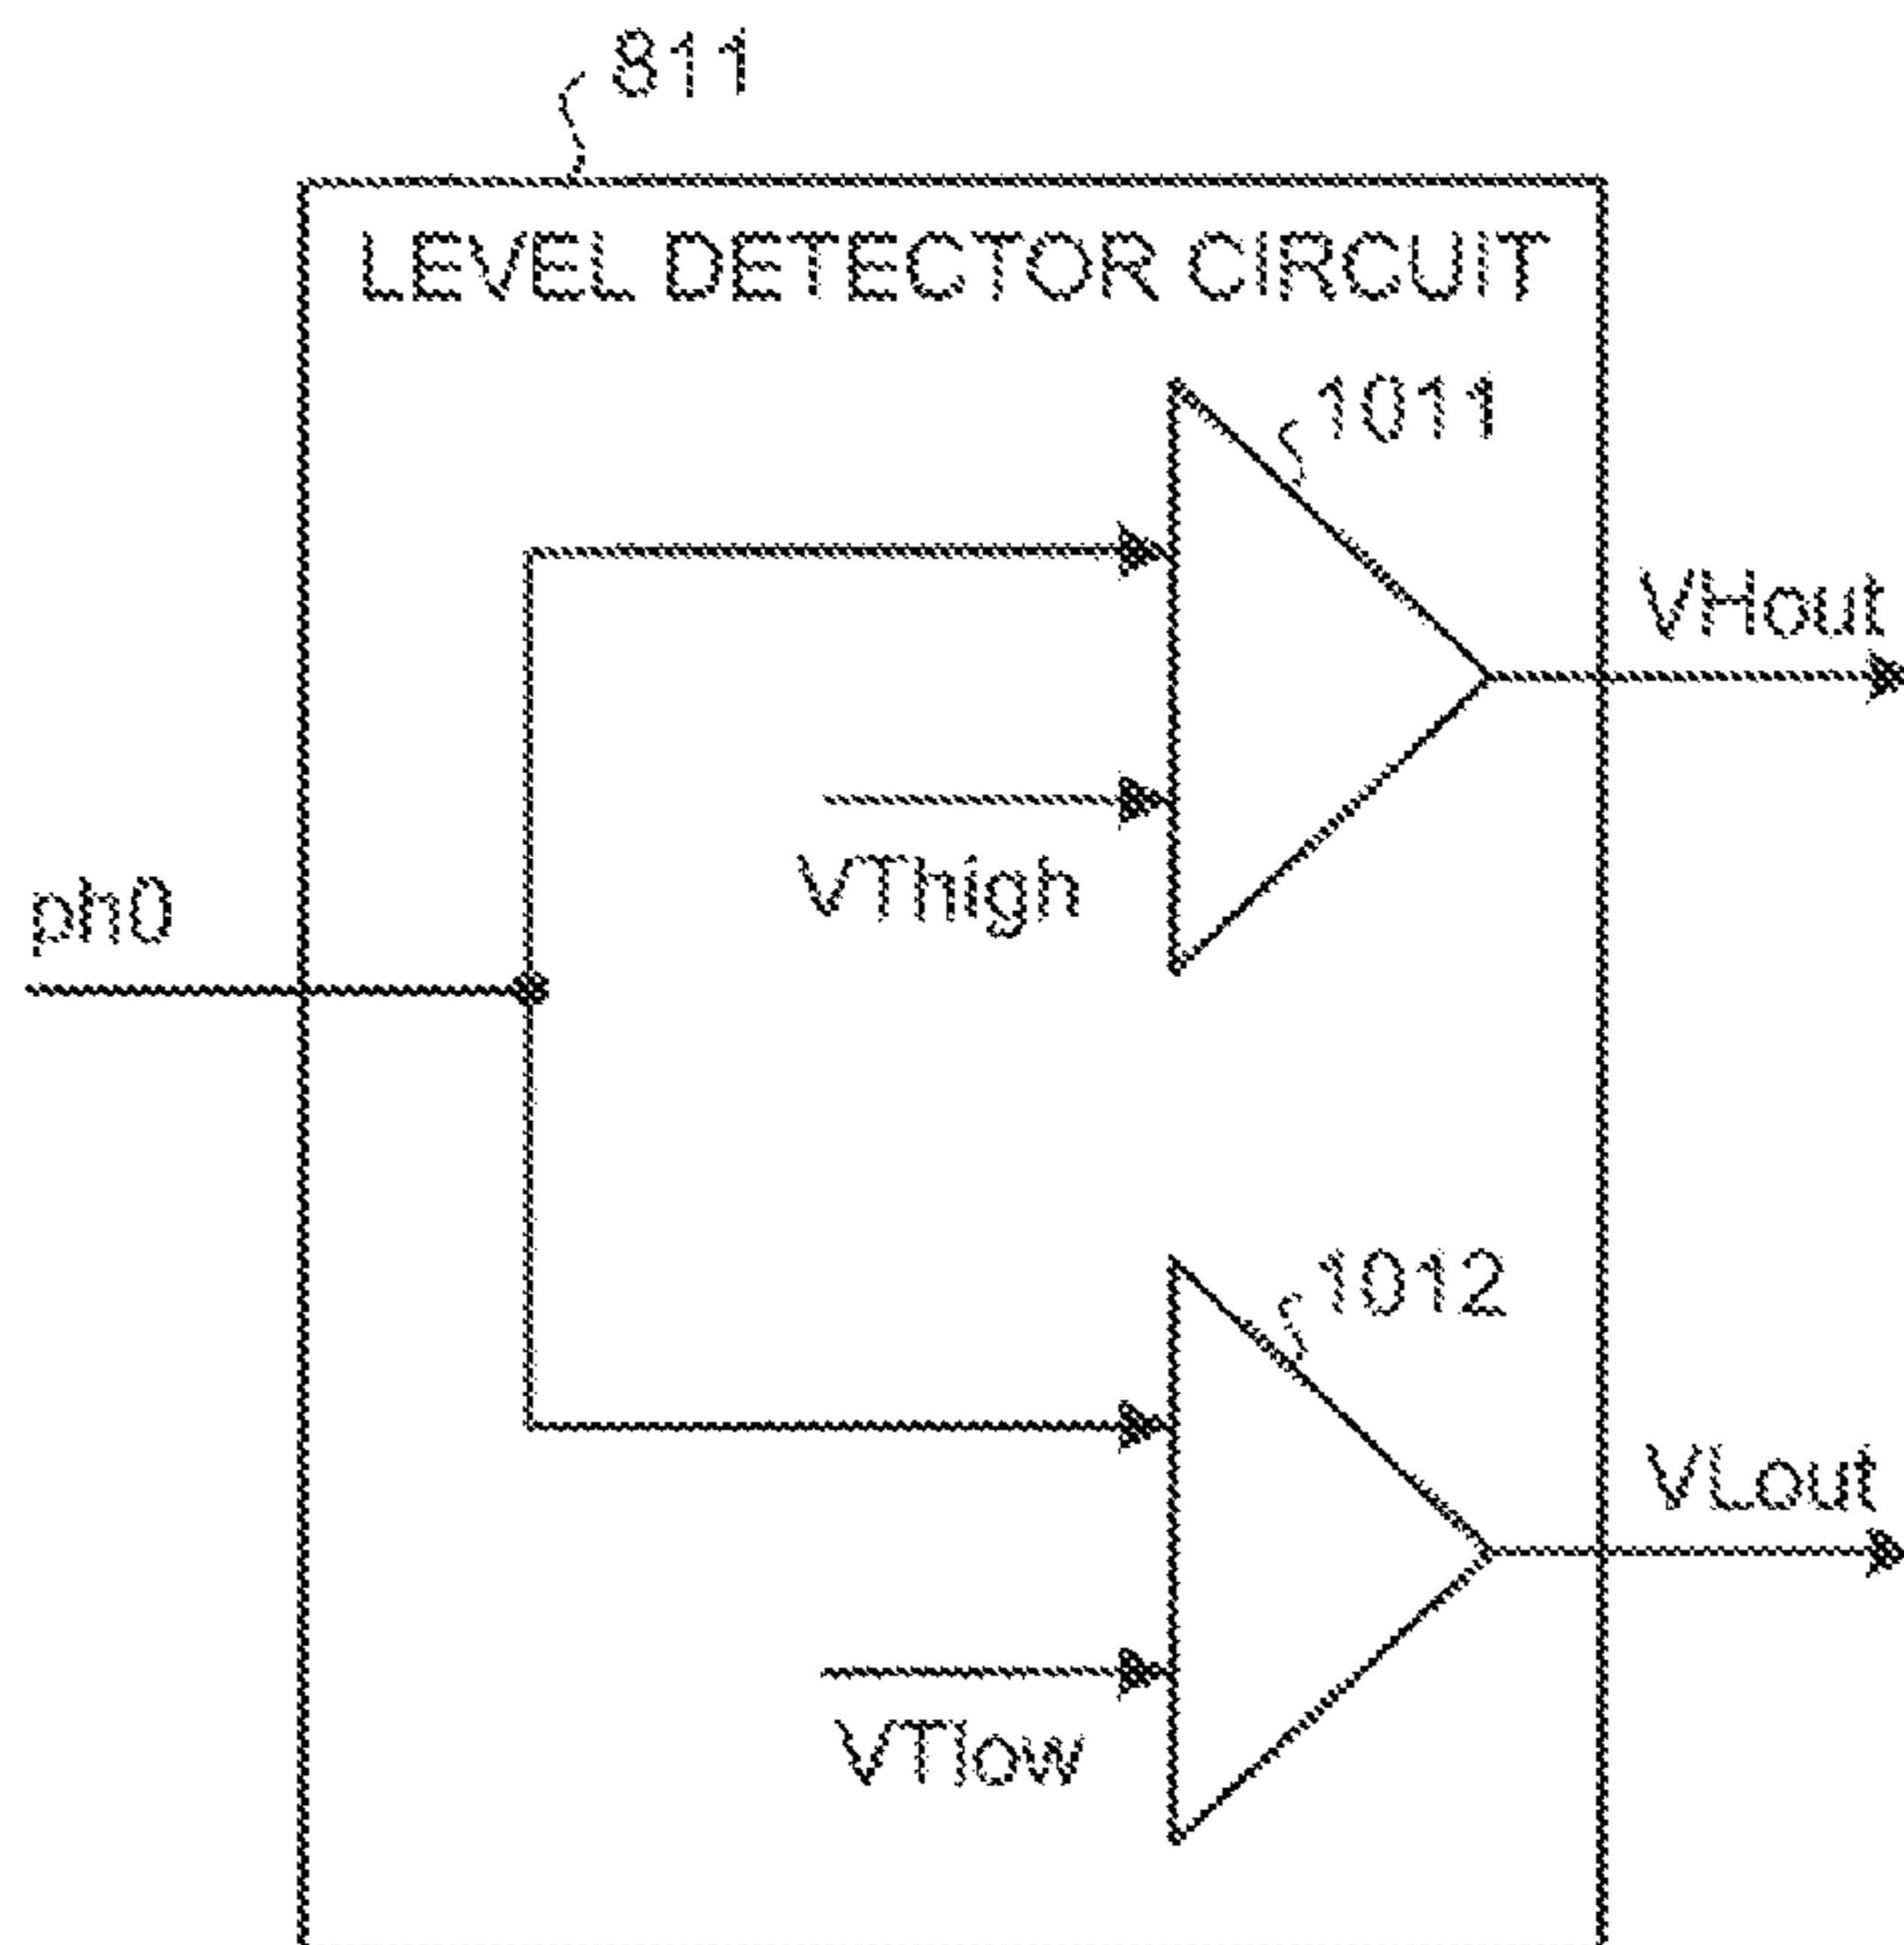 811
LEVEL DETECTOR CIRCUIT
1011
VHout
VThigh
ph0
1012
VLout
VTlow